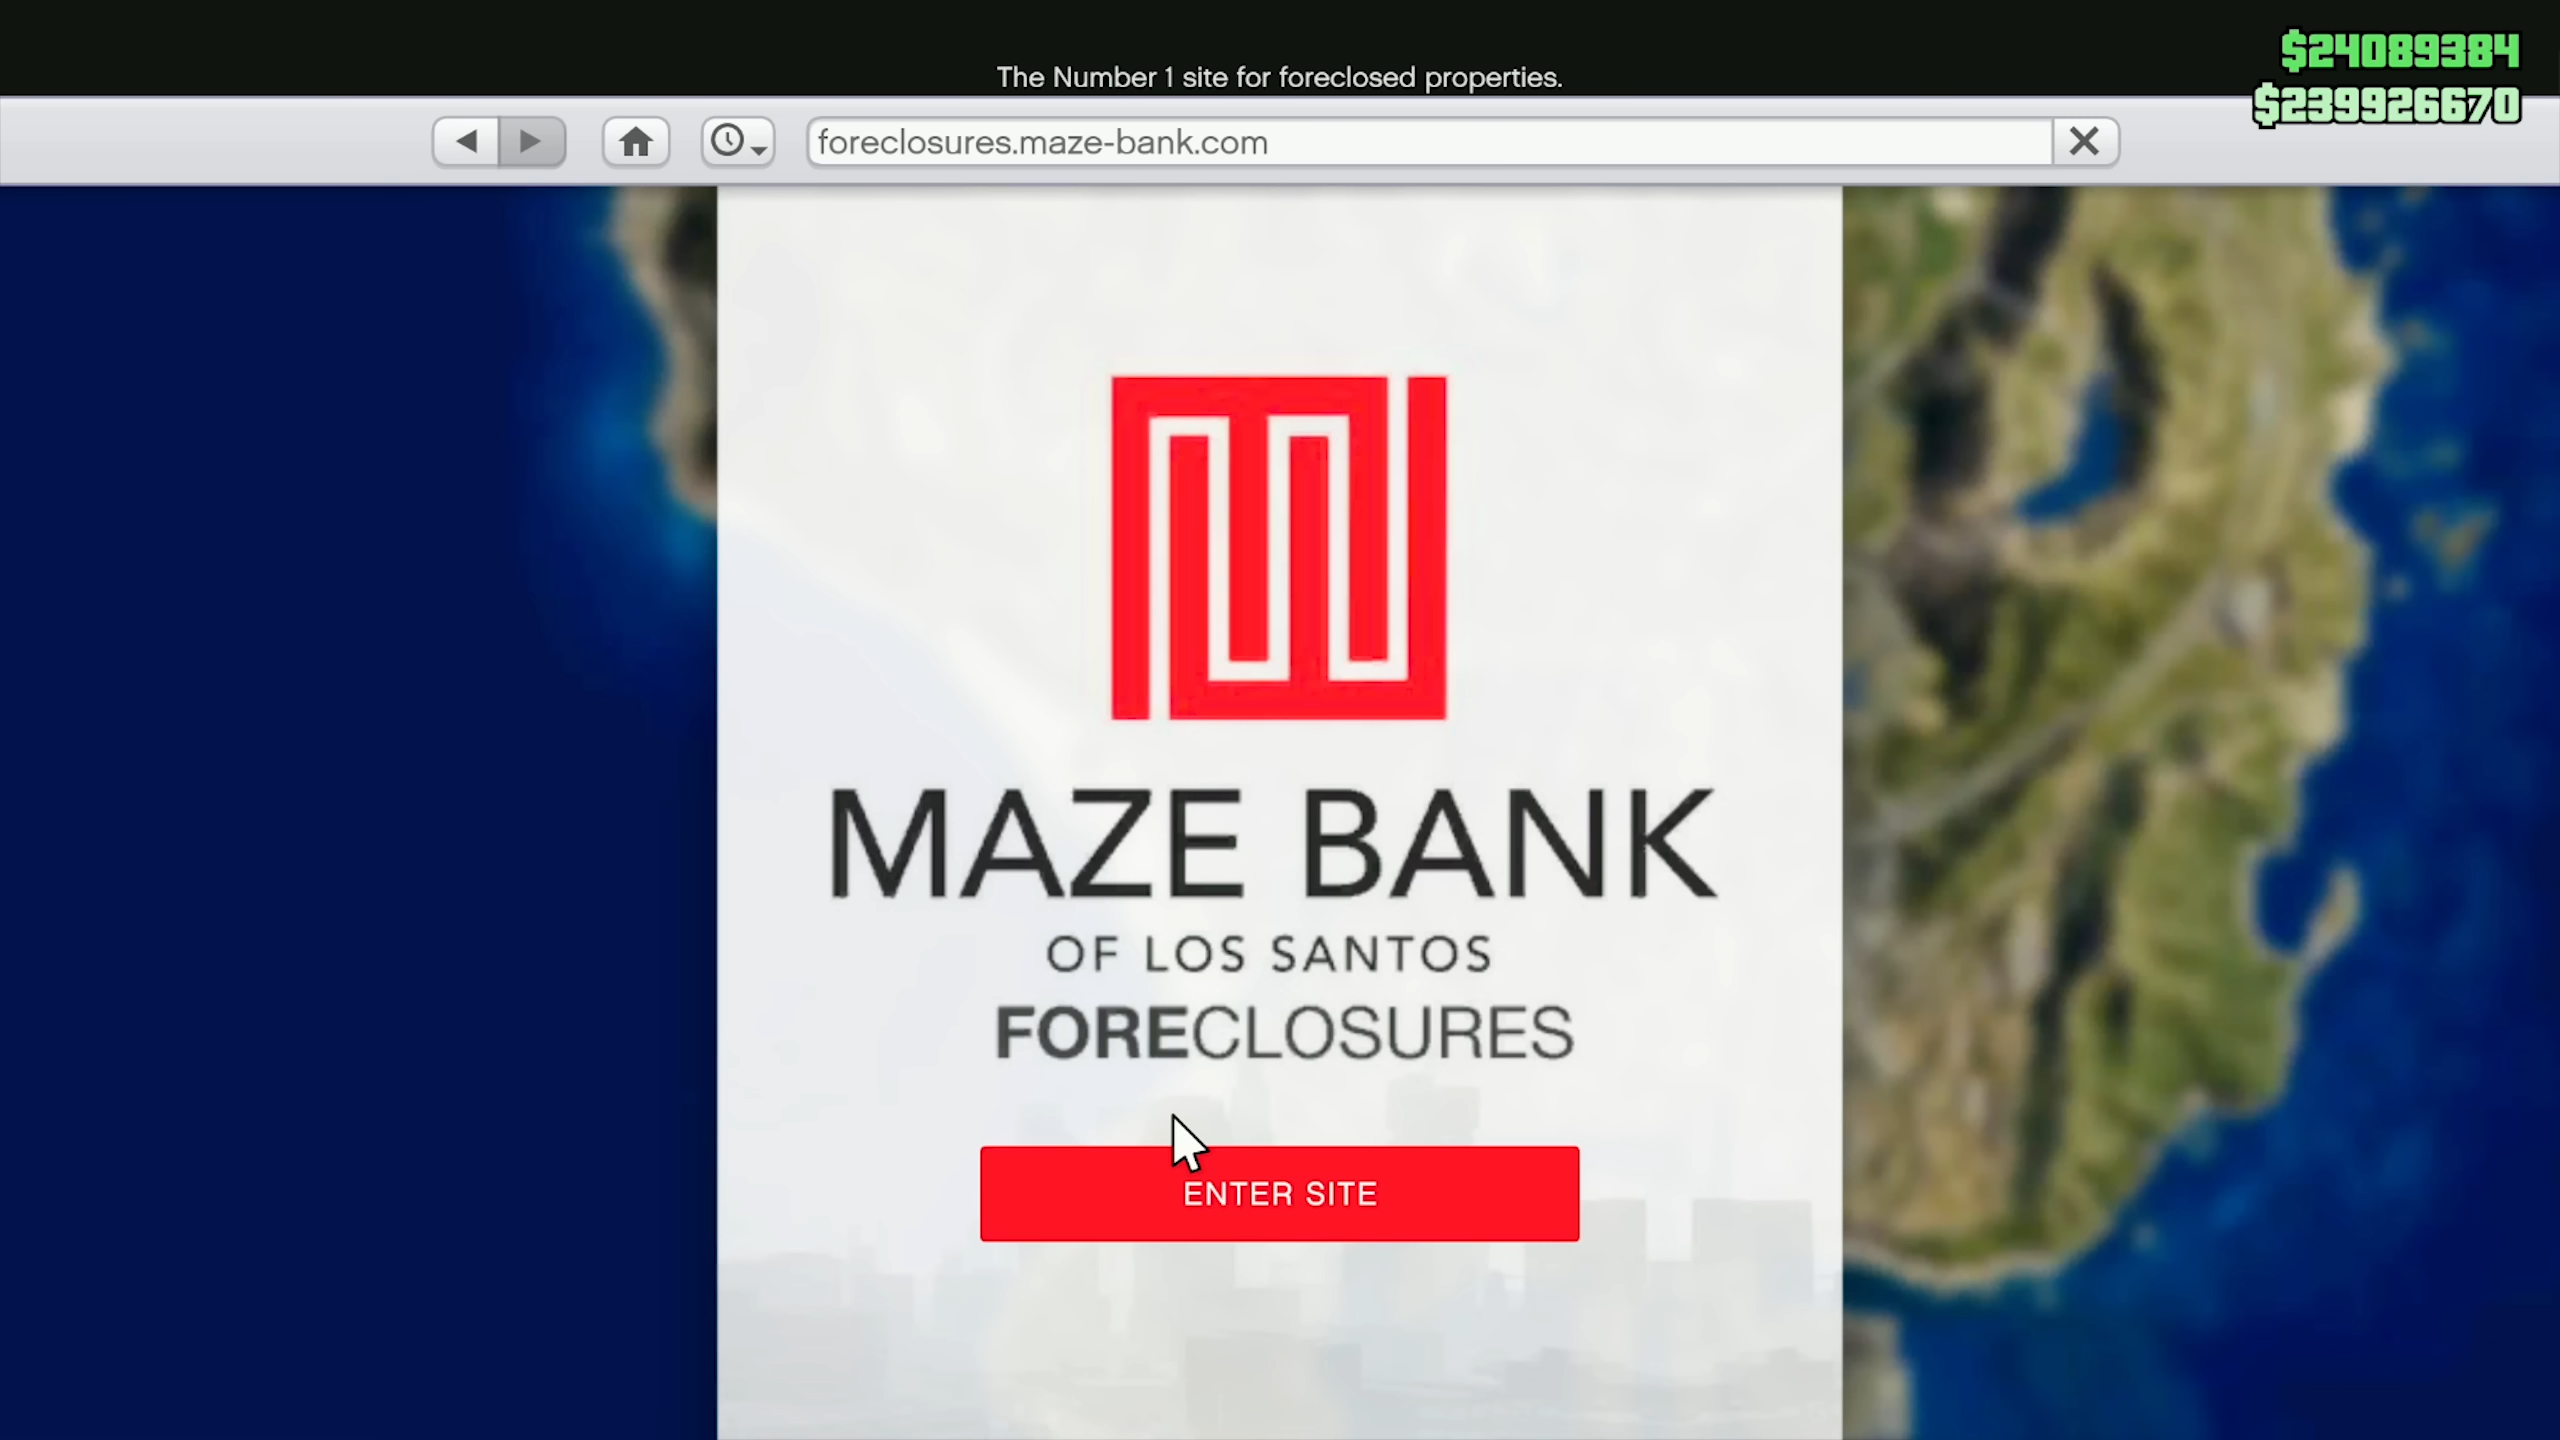 The Number 1 site for foreclosed properties.
$24089384
$239926670
foreclosures.maze-bank.com
MAZE BANK
OF LOS SANTOS
FORECLOSURES
ENTER SITE